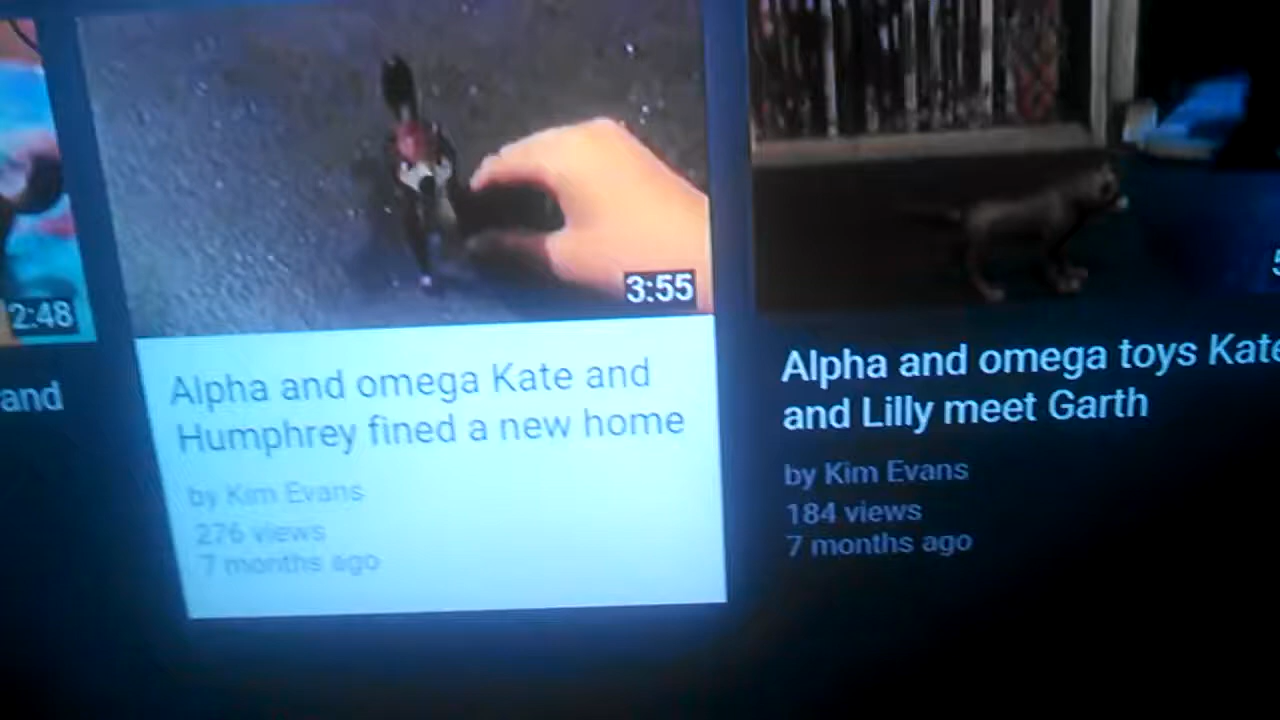 2:48
and
3:55
Alpha and omega Kate and
Humphrey fined a new home
by Kim Evans
276 views
7 months ago
Alpha and omega toys Kate
and Lilly meet Garth
by Kim Evans
184 views
7 months ago